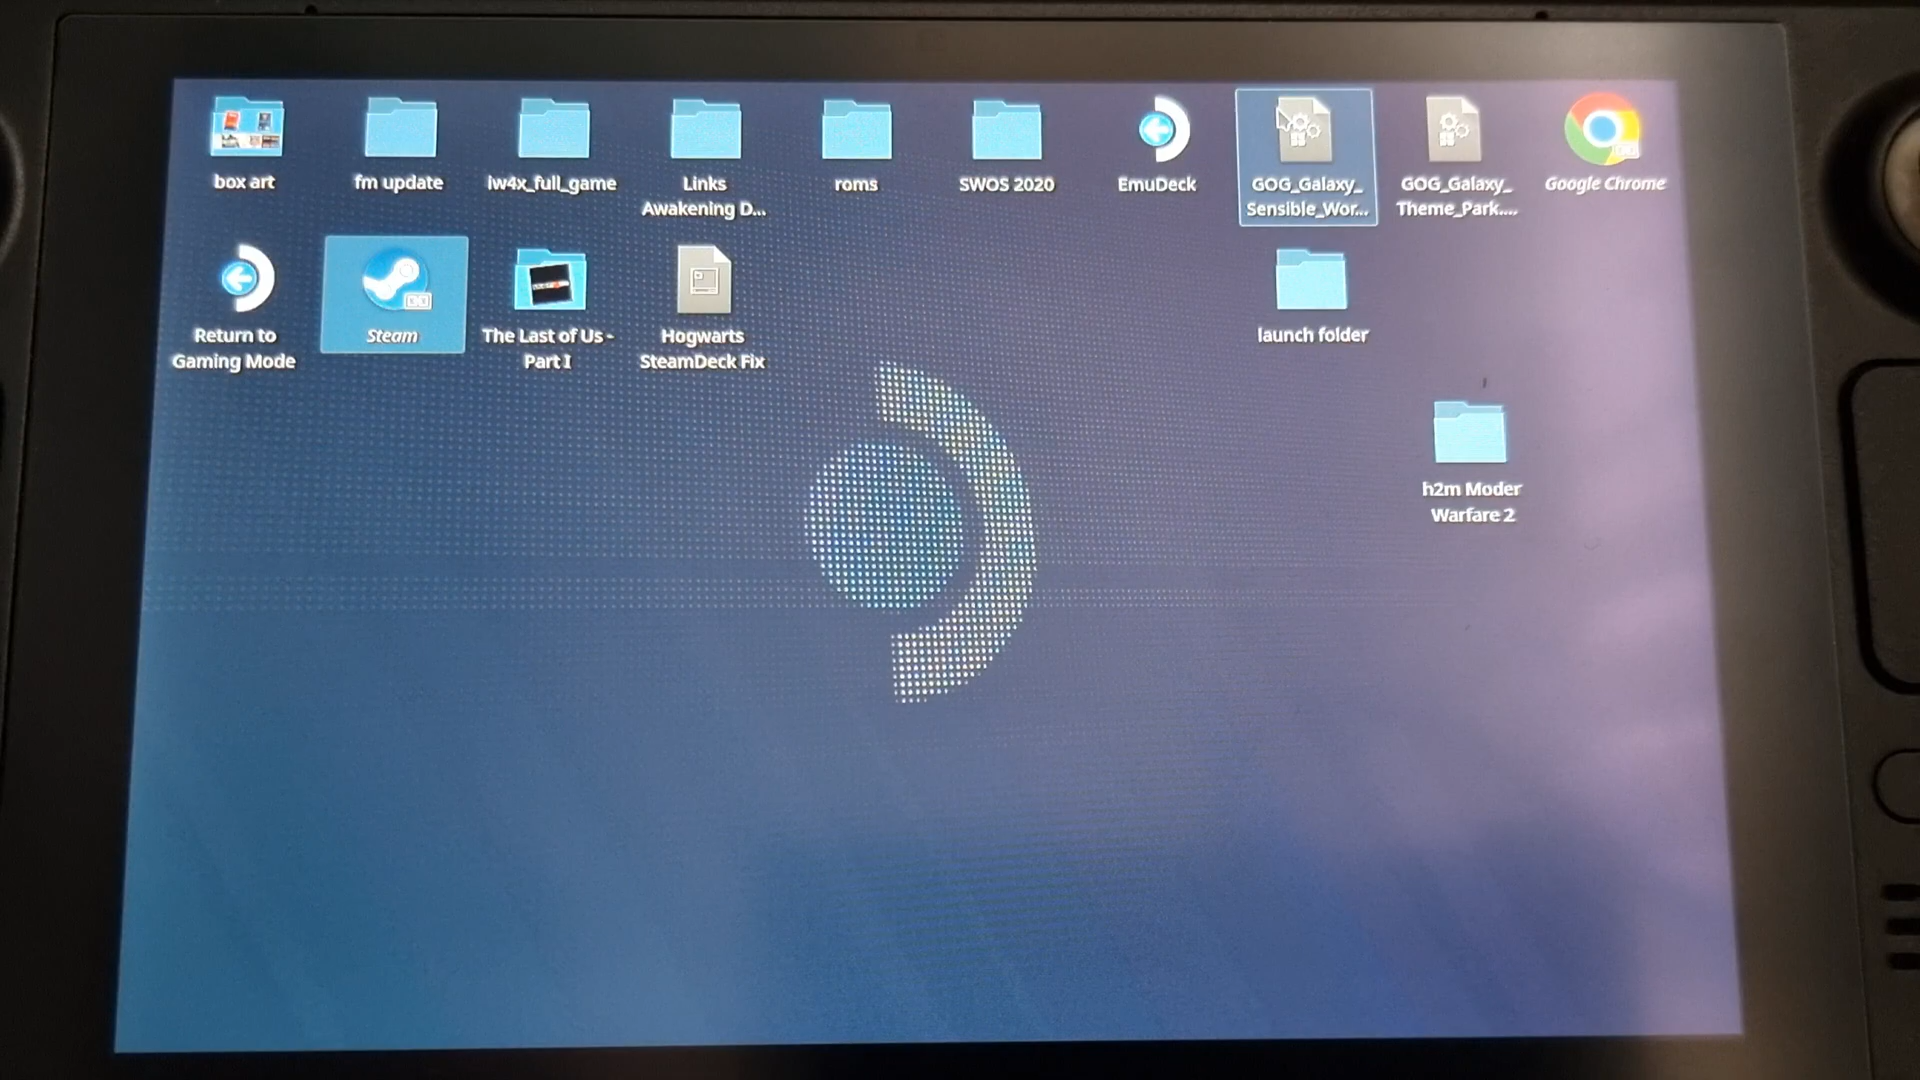 box art
fm update
iw4x_full_game
Links
Awakening D...
roms
SWOS 2020
EmuDeck
GOG_Galaxy_
Sensible_Wor...
GOG_Galaxy_
Theme_Park....
Google Chrome
Return to
Gaming Mode
Steam
The Last of Us -
Part I
Hogwarts
SteamDeck Fix
launch folder
h2m Moder
Warfare 2